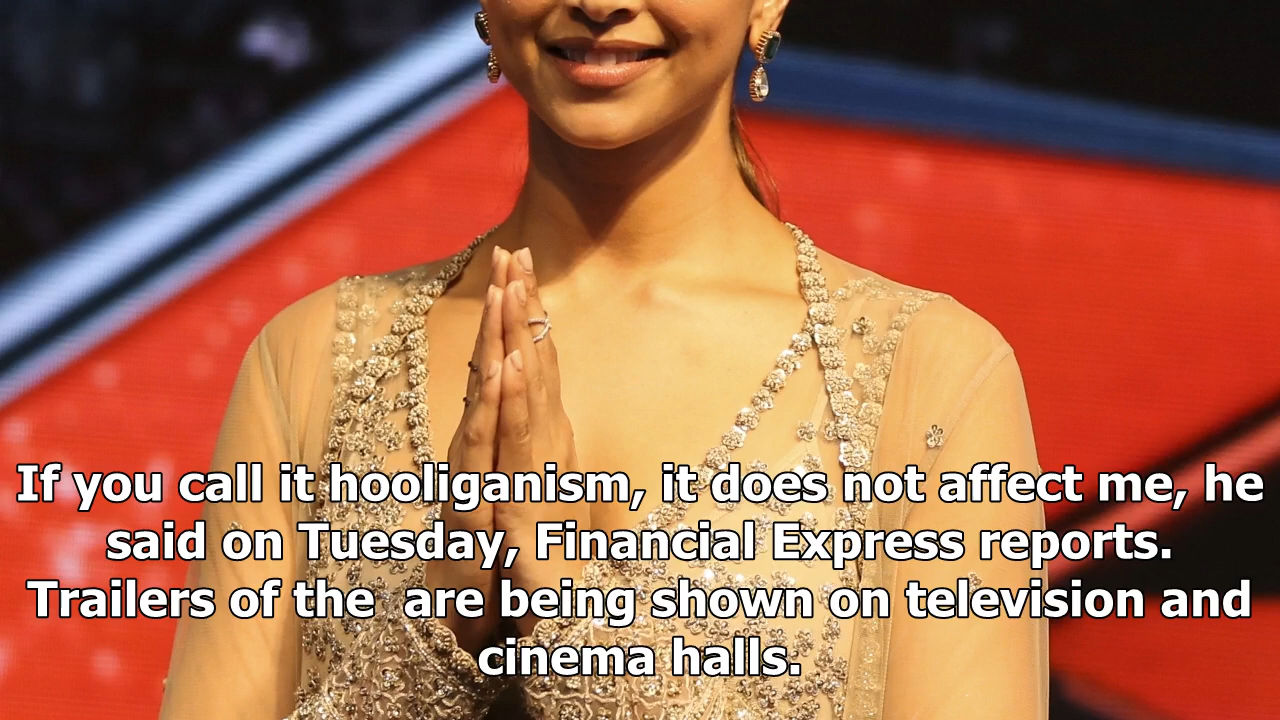 If you call it hooliganism, it does not affect me, he
said on Tuesday, Financial Express reports.
Trailers of the  are being shown on television and
cinema halls.